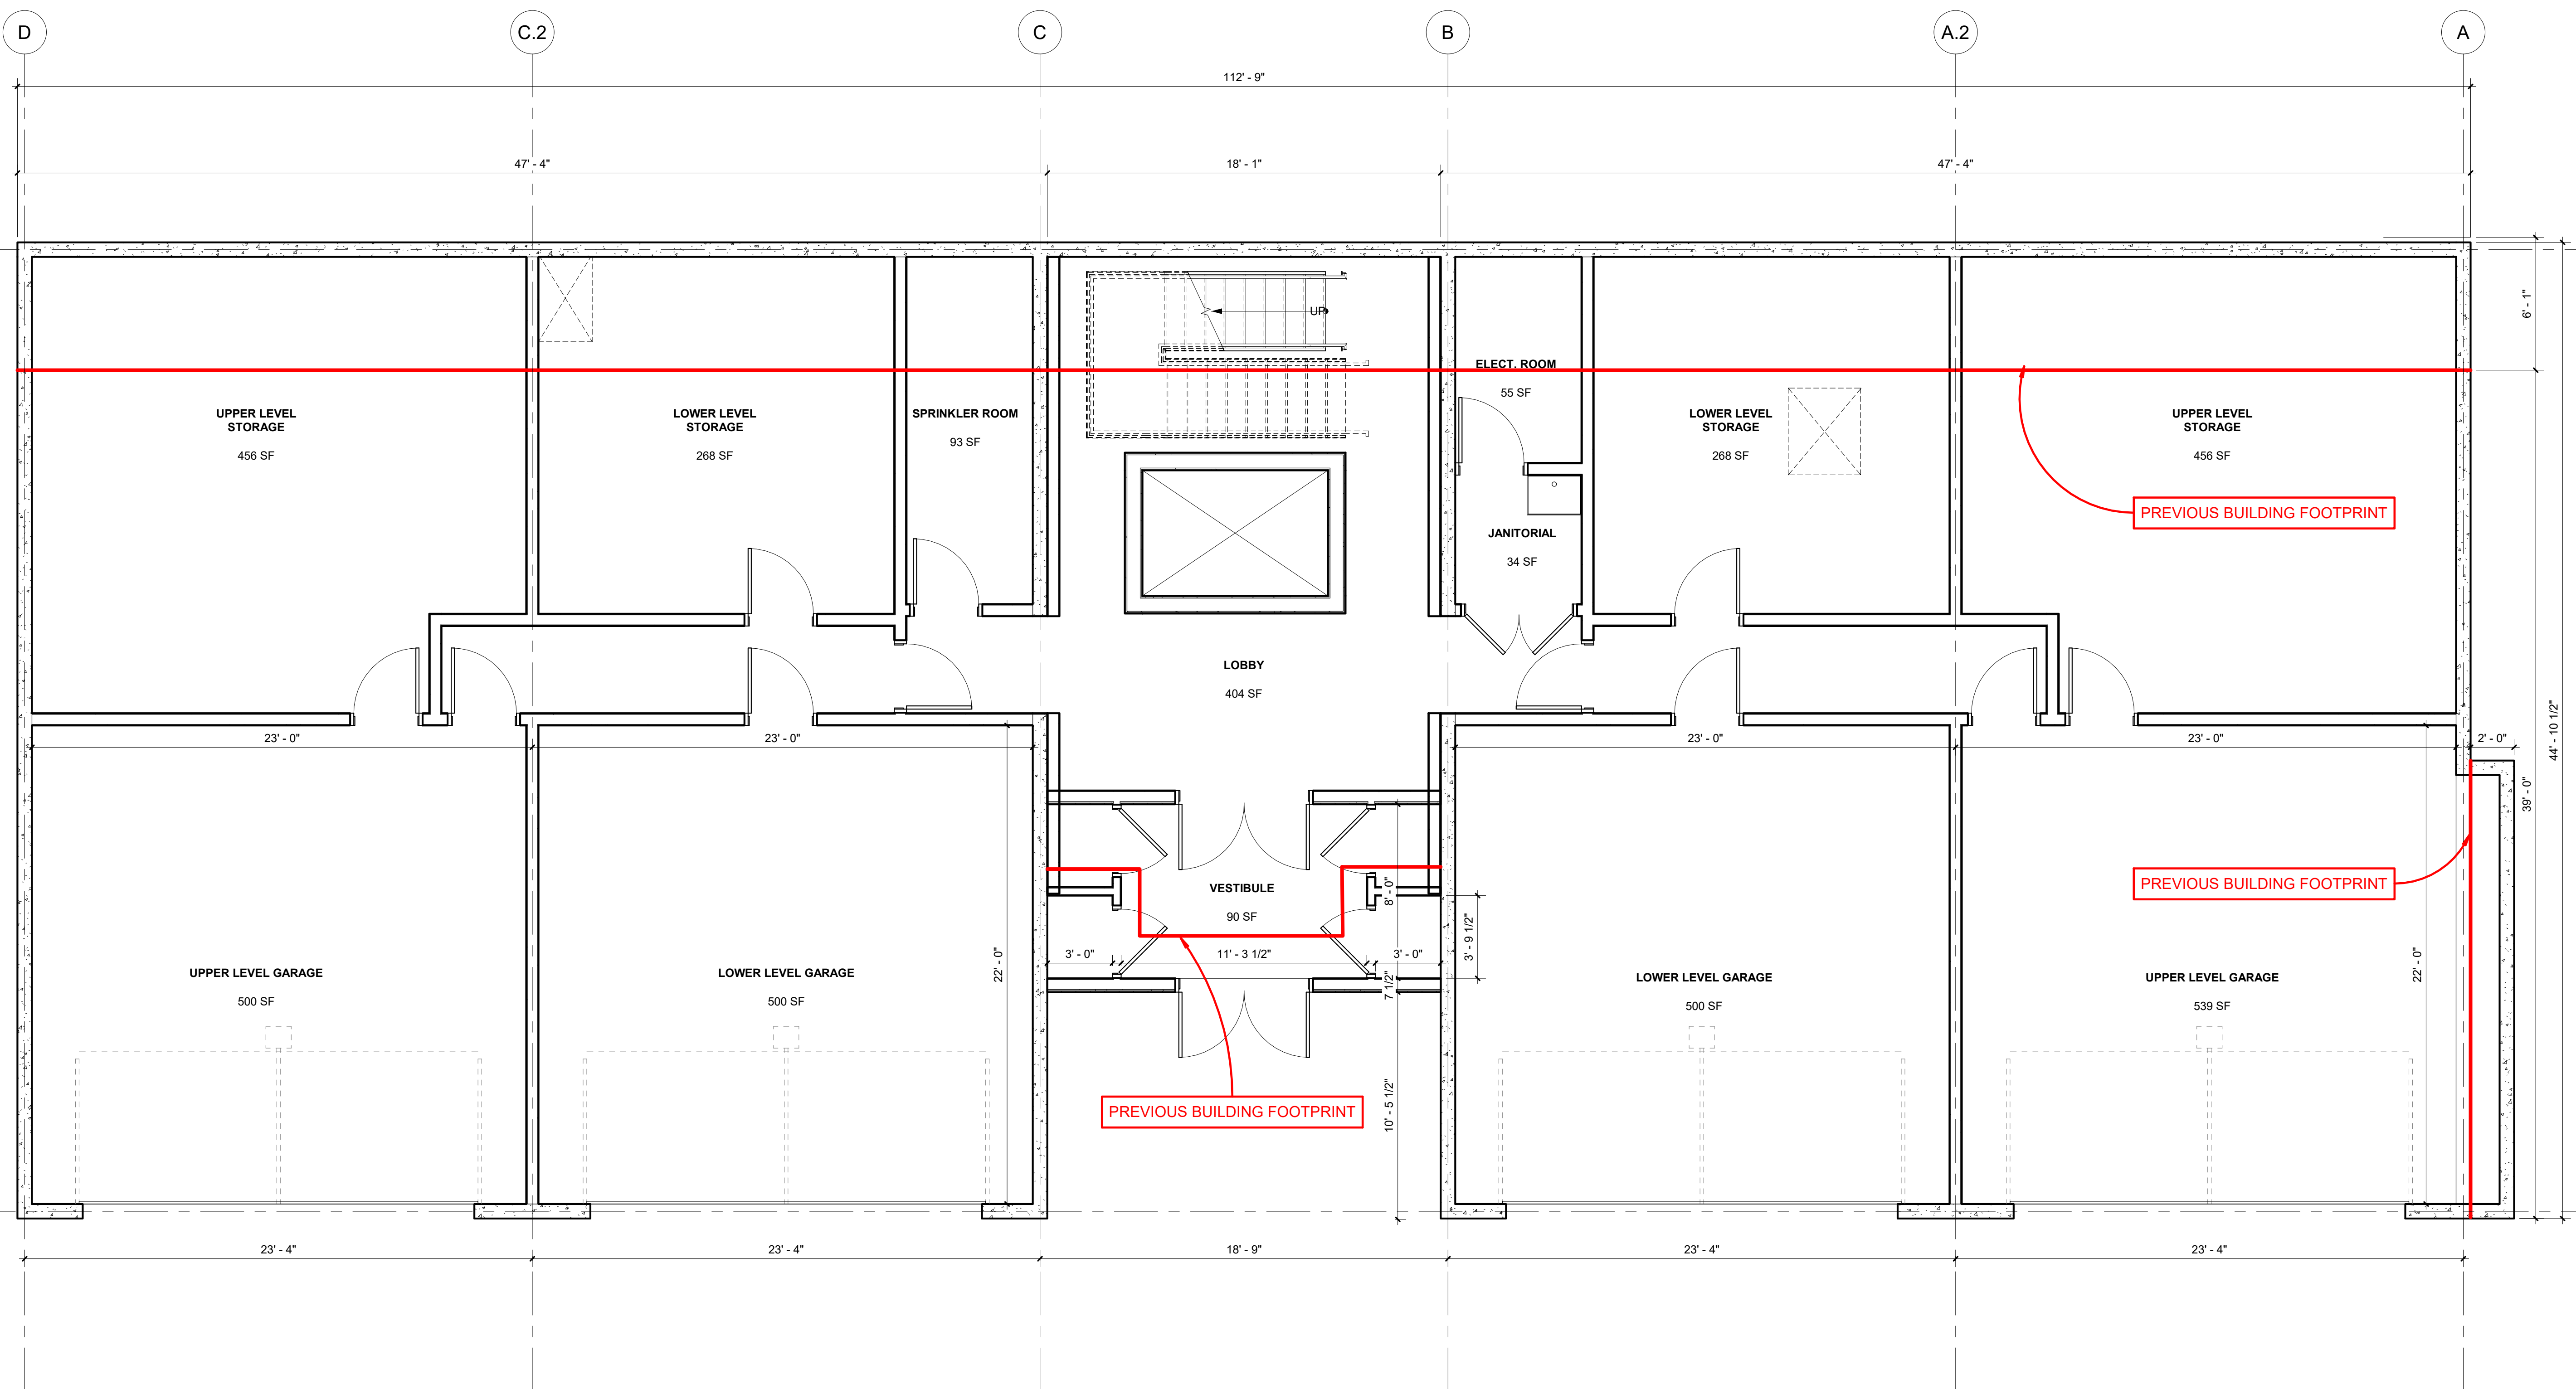 D
C.2
C
B
A.2
A
112' - 9"
47' - 4"
18' - 1"
47' - 4"
6' - 1"
UP
ELECT. ROOM
55 SF
UPPER LEVEL
STORAGE
456 SF
LOWER LEVEL
STORAGE
268 SF
SPRINKLER ROOM
93 SF
LOWER LEVEL
STORAGE
268 SF
UPPER LEVEL
STORAGE
456 SF
PREVIOUS BUILDING FOOTPRINT
JANITORIAL
34 SF
LOBBY
404 SF
23' - 0"
23' - 0"
23' - 0"
23' - 0"
2' - 0"
44' - 10 1/2"
39' - 0"
VESTIBULE
90 SF
8' - 0"
3' - 9 1/2"
PREVIOUS BUILDING FOOTPRINT
3' - 0"
11' - 3 1/2"
3' - 0"
7 1/2"
22' - 0"
22' - 0"
UPPER LEVEL GARAGE
500 SF
LOWER LEVEL GARAGE
500 SF
LOWER LEVEL GARAGE
500 SF
UPPER LEVEL GARAGE
539 SF
10' - 5 1/2"
PREVIOUS BUILDING FOOTPRINT
23' - 4"
23' - 4"
18' - 9"
23' - 4"
23' - 4"